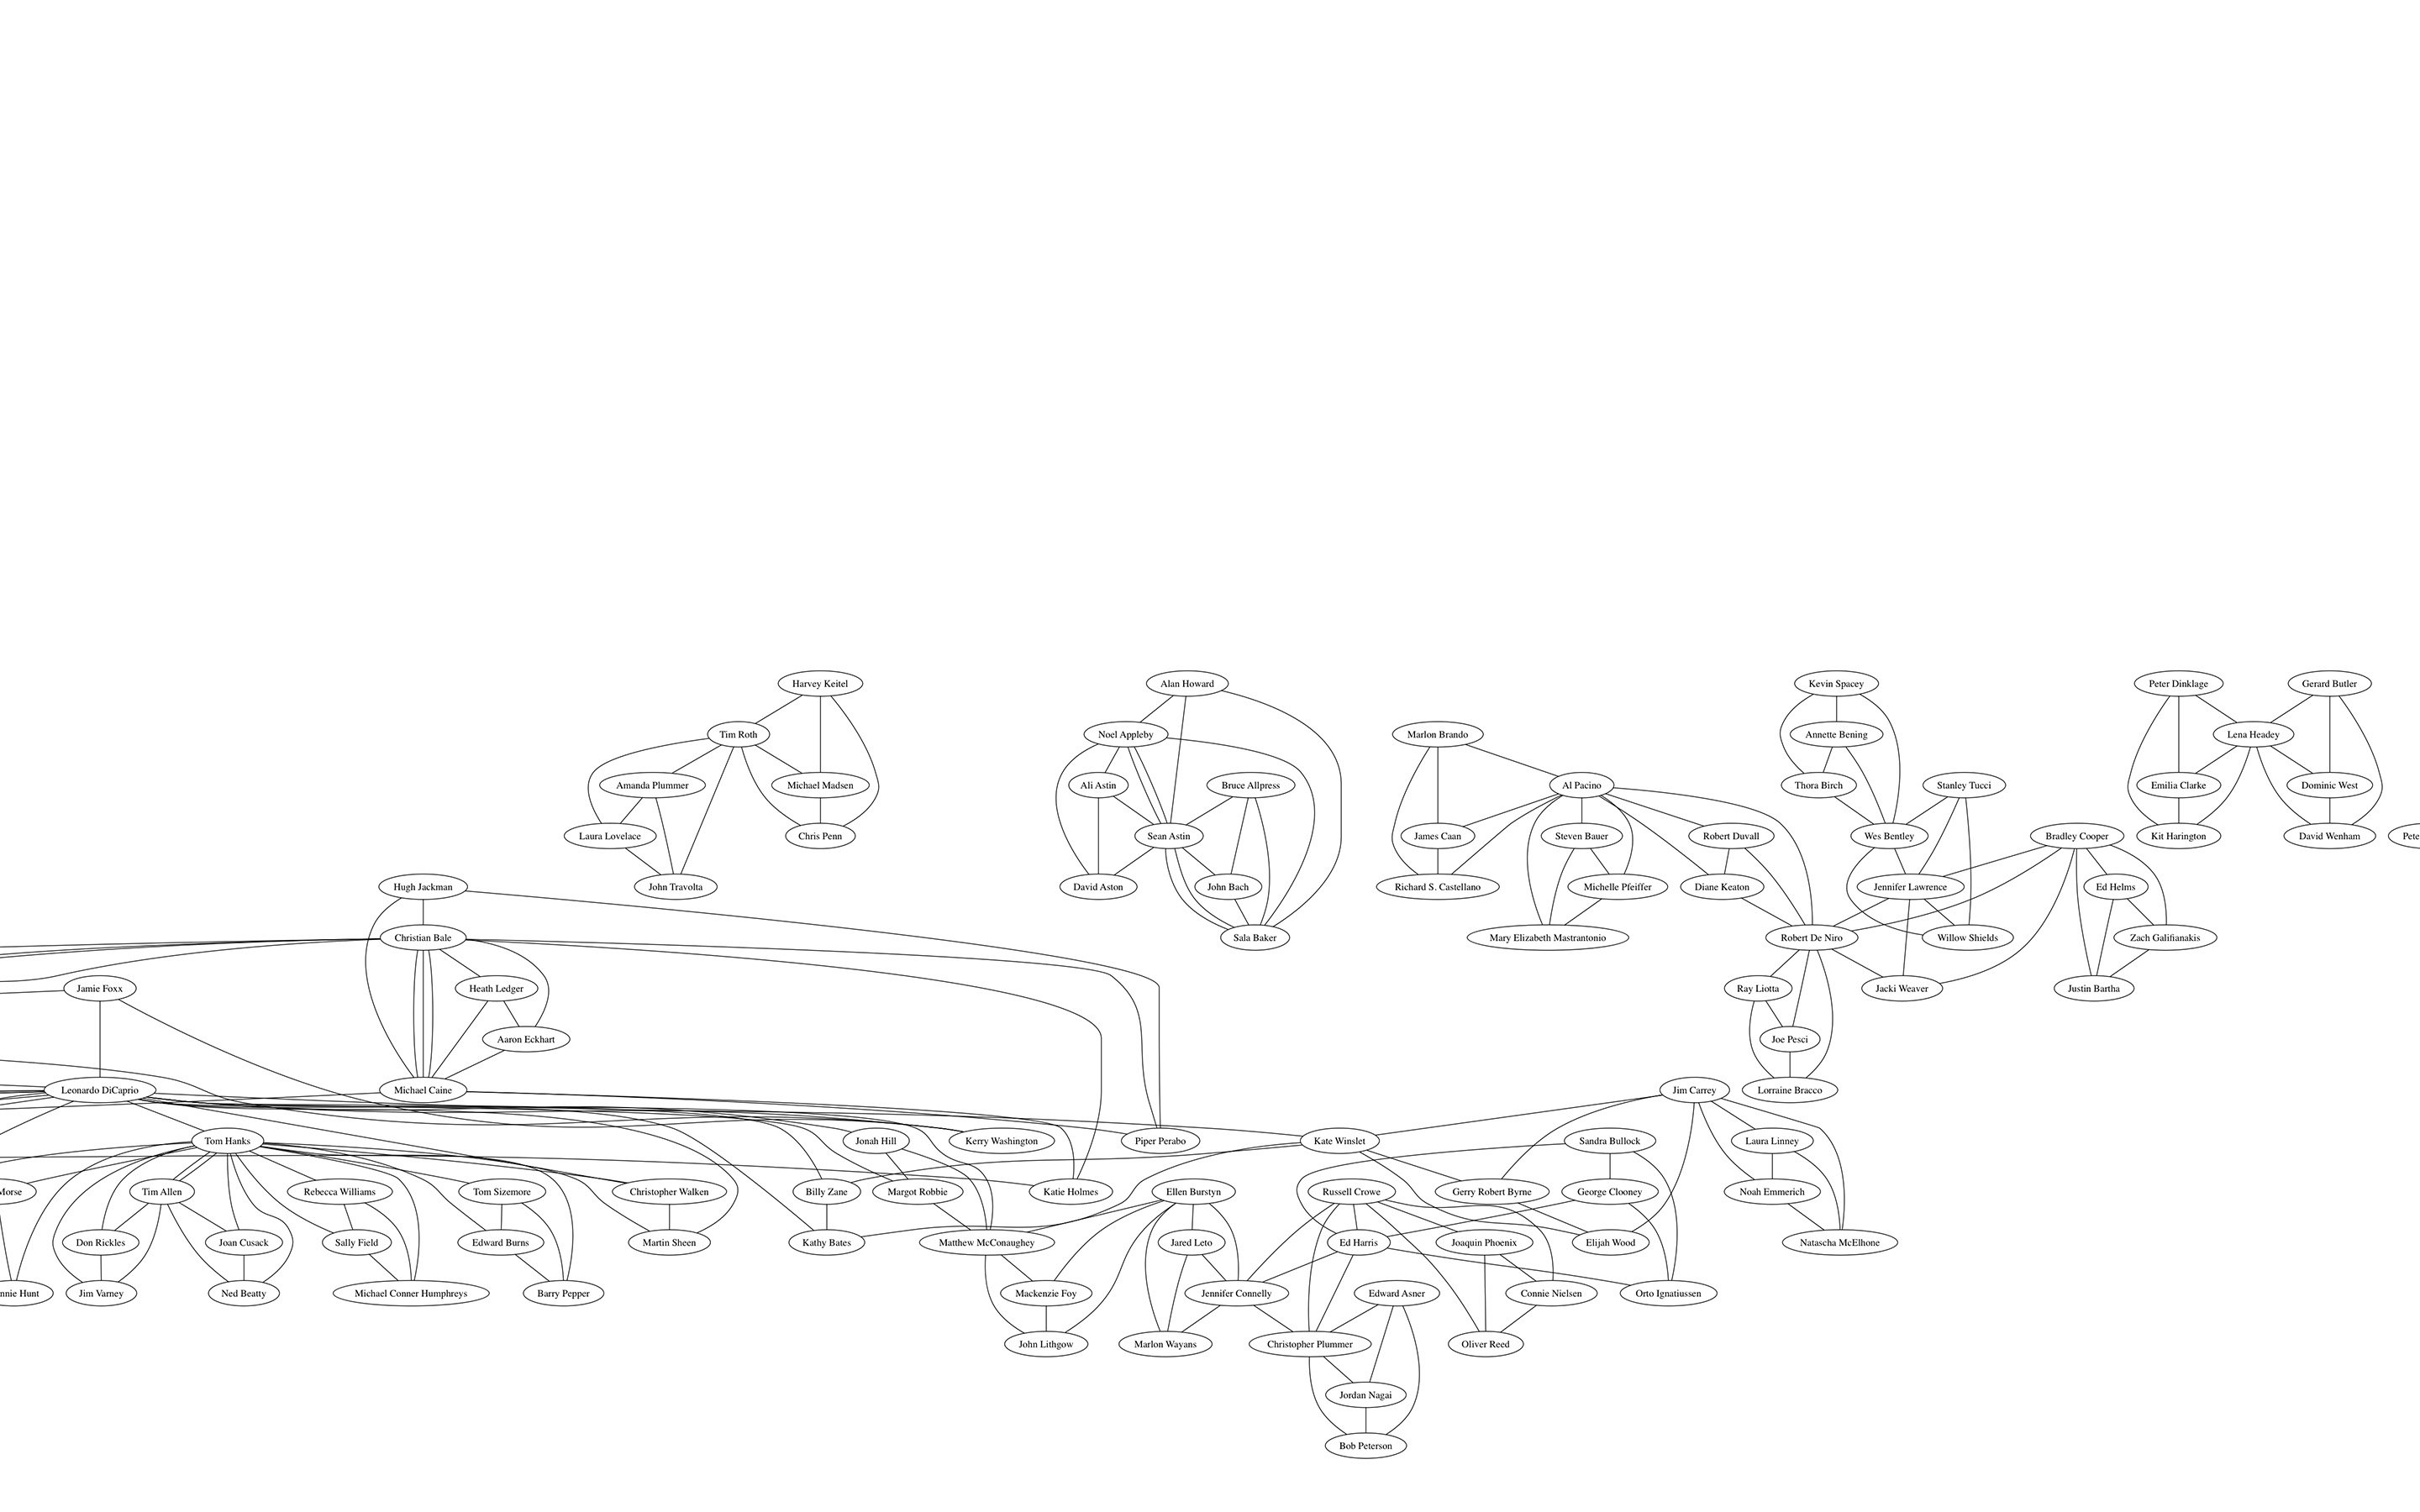 Harvey Keitel
Alan Howard
Kevin Spacey
Peter Dinklage
Gerard Butler
Tim Roth
Noel Appleby
Marlon Brando
Annette Bening
Lena Headey
Amanda Plummer
Michael Madsen
Ali Astin
Bruce Allpress
Al Pacino
Thora Birch
Stanley Tucci
Emilia Clarke
Dominic West
Laura Lovelace
Chris Penn
Sean Astin
James Caan
Steven Bauer
Robert Duvall
Wes Bentley
Bradley Cooper
Kit Harington
David Wenham
Pete
Hugh Jackman
John Travolta
David Aston
John Bach
Richard S. Castellano
Michelle Pfeiffer
Diane Keaton
Jennifer Lawrence
Ed Helms
Christian Bale
Sala Baker
Mary Elizabeth Mastrantonio
Robert De Niro
Willow Shields
Zach Galifianakis
Jamie Foxx
Heath Ledger
Ray Liotta
Jacki Weaver
Justin Bartha
Aaron Eckhart
Joe Pesci
Leonardo DiCaprio
Michael Caine
Jim Carrey
Lorraine Bracco
Tom Hanks
Jonah Hill
Kerry Washington
Piper Perabo
Kate Winslet
Sandra Bullock
Laura Linney
Morse
Tim Allen
Rebecca Williams
Tom Sizemore
Christopher Walken
Billy Zane
Margot Robbie
Katie Holmes
Ellen Burstyn
Russell Crowe
Gerry Robert Byrne
George Clooney
Noah Emmerich
Don Rickles
Joan Cusack
Sally Field
Edward Burns
Martin Sheen
Kathy Bates
Matthew McConaughey
Jared Leto
Ed Harris
Joaquin Phoenix
Elijah Wood
Natascha McElhone
nnie Hunt
Jim Varney
Ned Beatty
Michael Conner Humphreys
Barry Pepper
Mackenzie Foy
Jennifer Connelly
Edward Asner
Connie Nielsen
Orto Ignatiussen
John Lithgow
Marlon Wayans
Christopher Plummer
Oliver Reed
Jordan Nagai
Bob Peterson